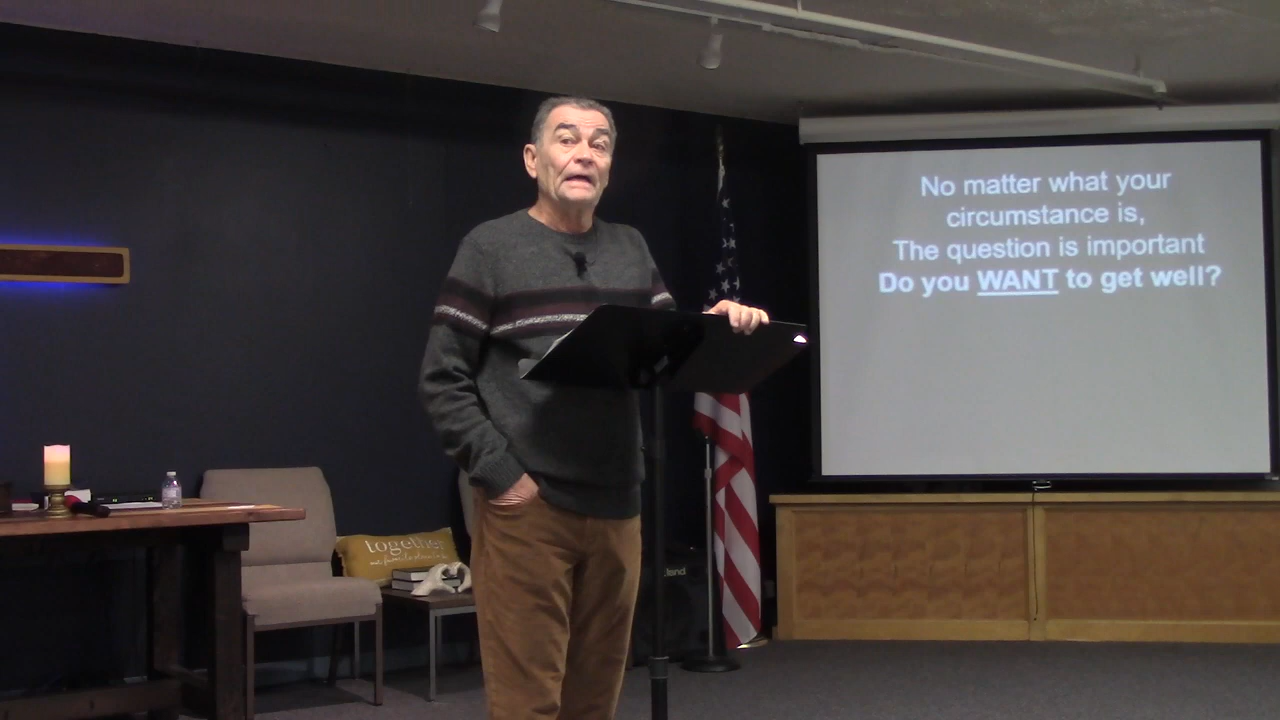 No matter what your
circumstance is,
The question is important
Do you WANT to get well?
together